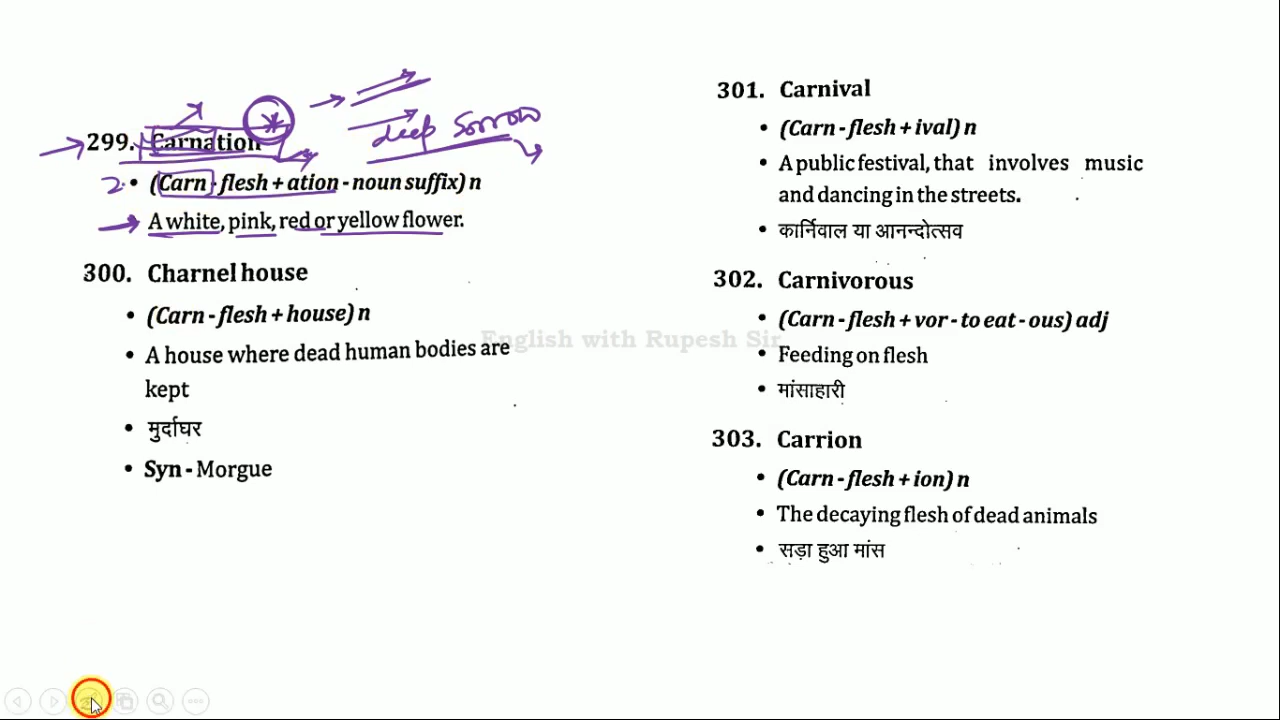 299. Carnation
deep sorrow
2. • (Carn - flesh + ation - noun suffix) n
A white, pink, red or yellow flower.
300. Charnel house
• (Carn - flesh + house) n
• A house where dead human bodies are
kept
• मुर्दाघर
• Syn - Morgue
301. Carnival
• (Carn - flesh + ival) n
• A public festival, that involves music
and dancing in the streets.
• कार्निवाल या आनन्दोत्सव
302. Carnivorous
• (Carn - flesh + vor - to eat - ous) adj
• Feeding on flesh
• मांसाहारी
303. Carrion
• (Carn - flesh + ion) n
• The decaying flesh of dead animals
• सड़ा हुआ मांस
English with Rupesh Sir